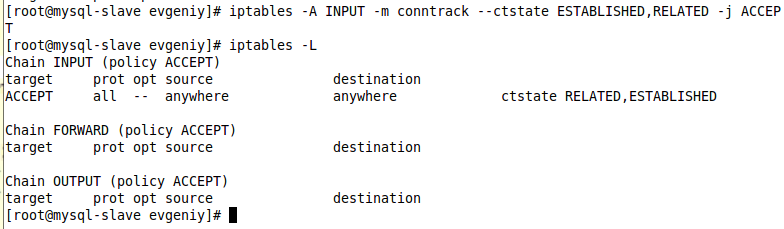 [root@mysql-slave evgeniy]# iptables -A INPUT -m conntrack --ctstate ESTABLISHED,RELATED -j ACCEP
T
[root@mysql-slave evgeniy]# iptables -L
Chain INPUT (policy ACCEPT)
target     prot opt source               destination
ACCEPT     all  --  anywhere             anywhere             ctstate RELATED,ESTABLISHED

Chain FORWARD (policy ACCEPT)
target     prot opt source               destination

Chain OUTPUT (policy ACCEPT)
target     prot opt source               destination
[root@mysql-slave evgeniy]#